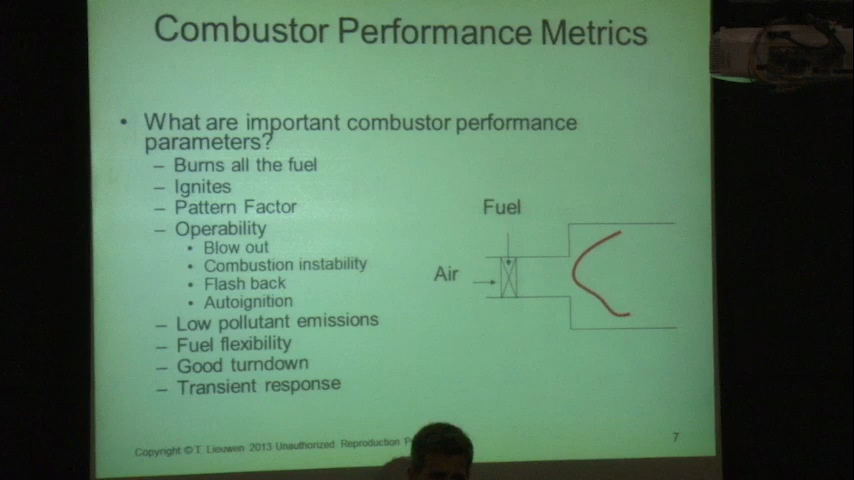 Combustor Performance Metrics
• What are important combustor performance
parameters?
– Burns all the fuel
– Ignites
– Pattern Factor
– Operability
• Blow out
• Combustion instability
• Flash back
• Autoignition
– Low pollutant emissions
– Fuel flexibility
– Good turndown
– Transient response
Fuel
Air
Copyright © T. Lieuwen 2013 Unauthorized Reproduction
7